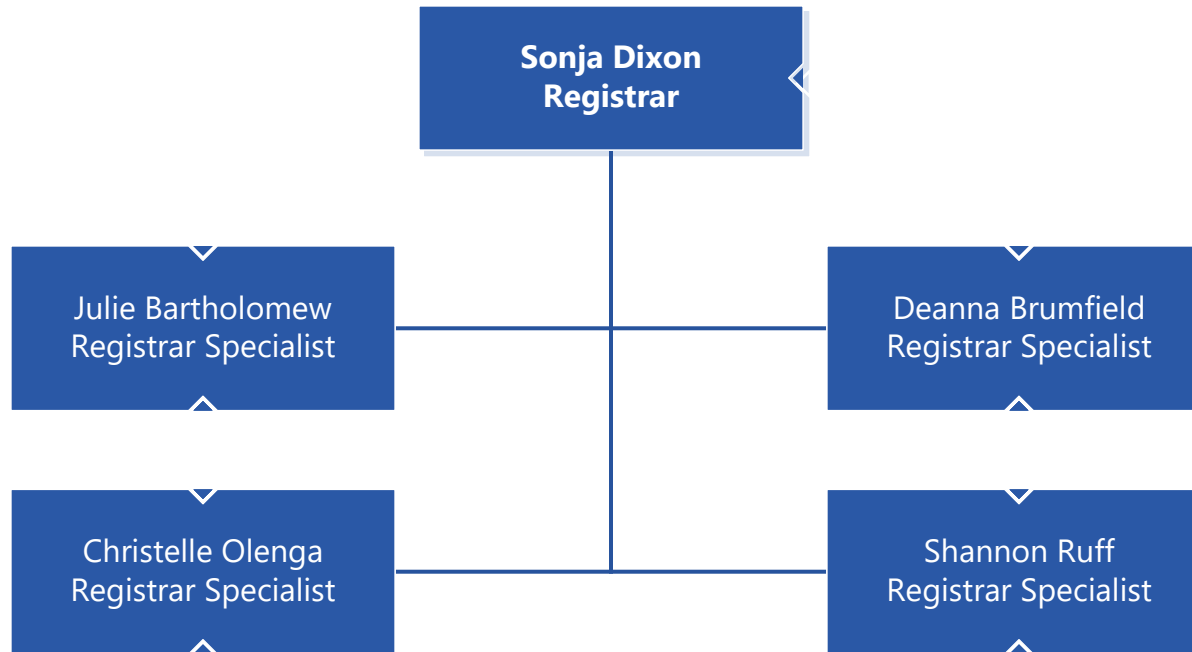 Sonja Dixon
Registrar
Julie Bartholomew
Registrar Specialist
Deanna Brumfield
Registrar Specialist
Christelle Olenga
Registrar Specialist
Shannon Ruff
Registrar Specialist